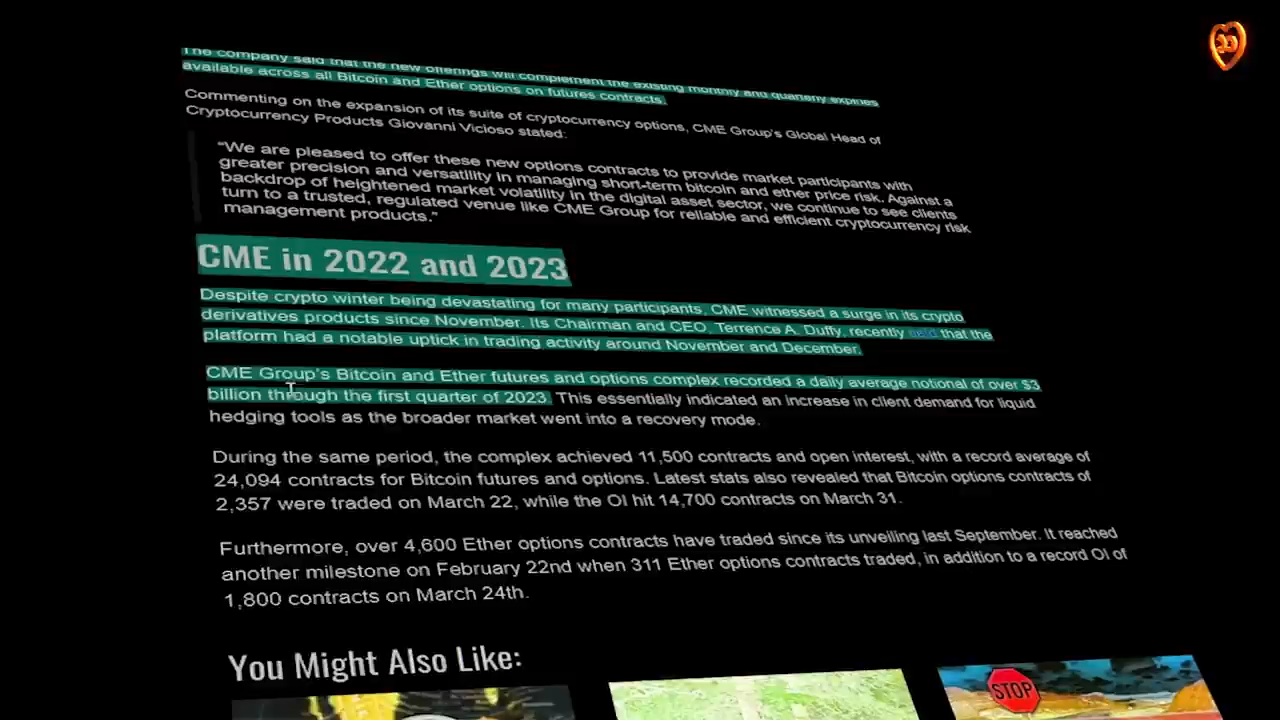 The company said that the new offerings will complement the existing monthly and quarterly expiries
available across all Bitcoin and Ether options on futures contracts.
Commenting on the expansion of its suite of cryptocurrency options, CME Group's Global Head of
Cryptocurrency Products Giovanni Vicioso stated:
“We are pleased to offer these new options contracts to provide market participants with
greater precision and versatility in managing short-term bitcoin and ether price risk. Against a
backdrop of heightened market volatility in the digital asset sector, we continue to see clients
turn to a trusted, regulated venue like CME Group for reliable and efficient cryptocurrency risk
management products.”
CME in 2022 and 2023
Despite crypto winter being devastating for many participants, CME witnessed a surge in its crypto
derivatives products since November. Its Chairman and CEO, Terrence A. Duffy, recently said that the
platform had a notable uptick in trading activity around November and December.
CME Group's Bitcoin and Ether futures and options complex recorded a daily average notional of over $3
billion through the first quarter of 2023. This essentially indicated an increase in client demand for liquid
hedging tools as the broader market went into a recovery mode.
During the same period, the complex achieved 11,500 contracts and open interest, with a record average of
24,094 contracts for Bitcoin futures and options. Latest stats also revealed that Bitcoin options contracts of
2,357 were traded on March 22, while the OI hit 14,700 contracts on March 31.
Furthermore, over 4,600 Ether options contracts have traded since its unveiling last September. It reached
another milestone on February 22nd when 311 Ether options contracts traded, in addition to a record OI of
1,800 contracts on March 24th.
You Might Also Like:
STOP